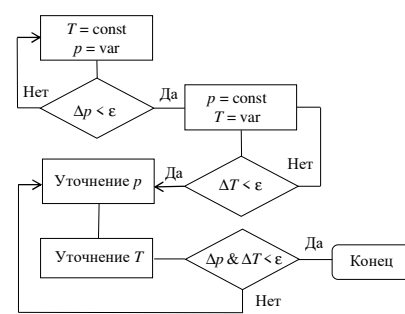 T = const
p = var
Нет
Δp < ε
Да
p = const
T = var
Да
ΔT < ε
Нет
Уточнение p
Уточнение T
Δp & ΔT < ε
Да
Конец
Нет